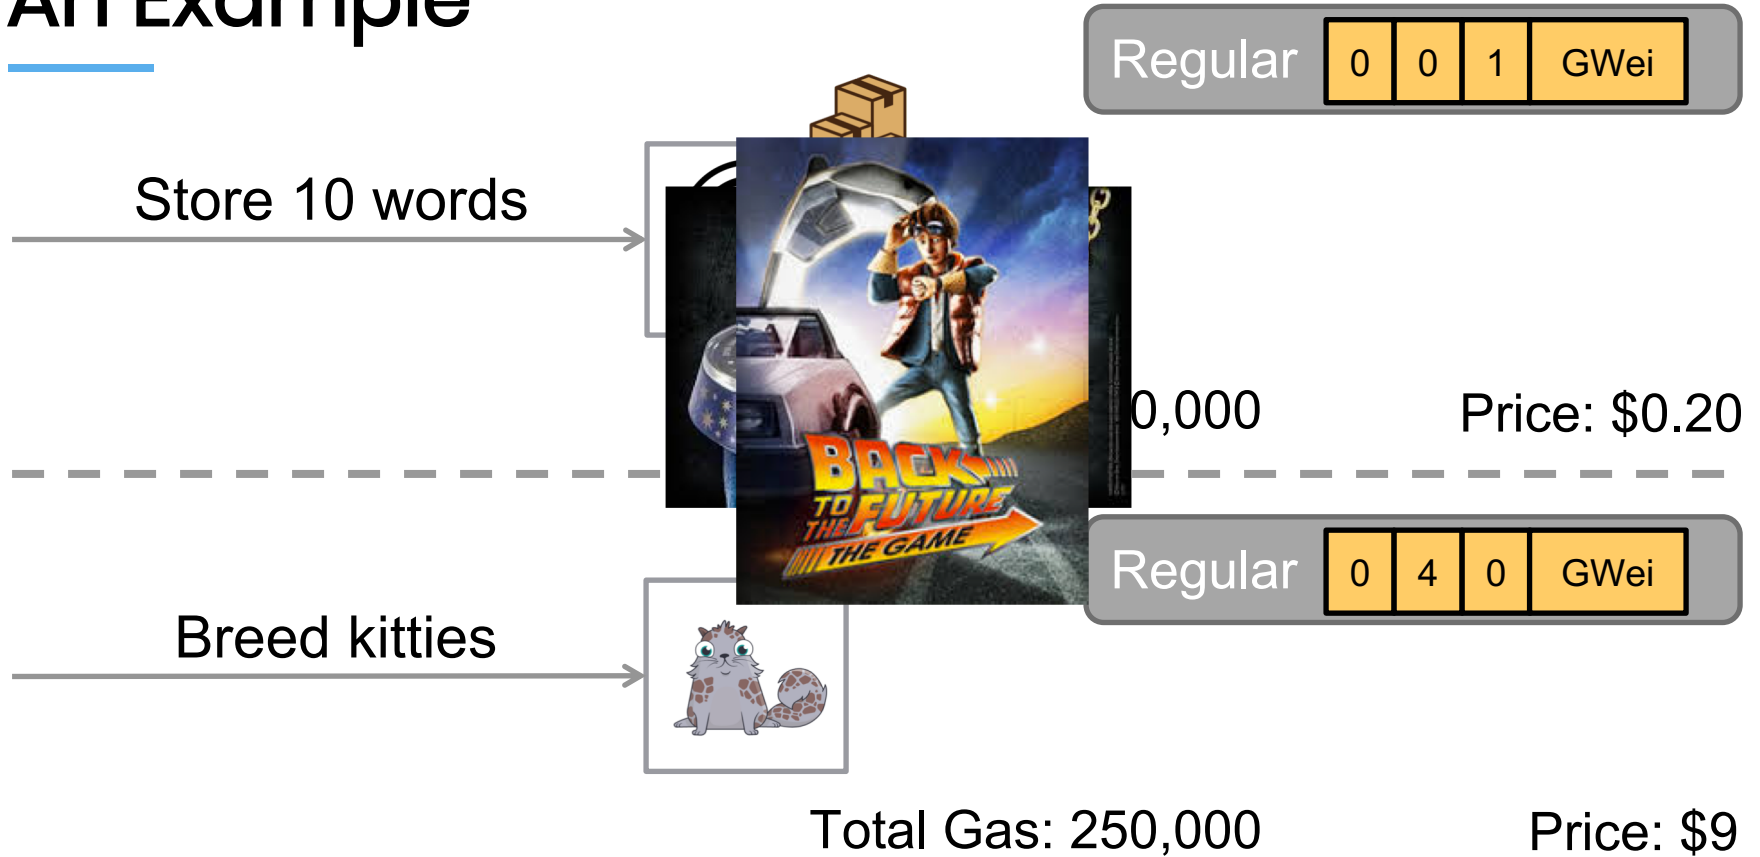 An Example
Regular 0 0 1 GWei
Store 10 words
0,000 Price: $0.20
BACK
TO
THE FUTURE
THE GAME
Regular 0 4 0 GWei
Breed kitties
Total Gas: 250,000 Price: $9